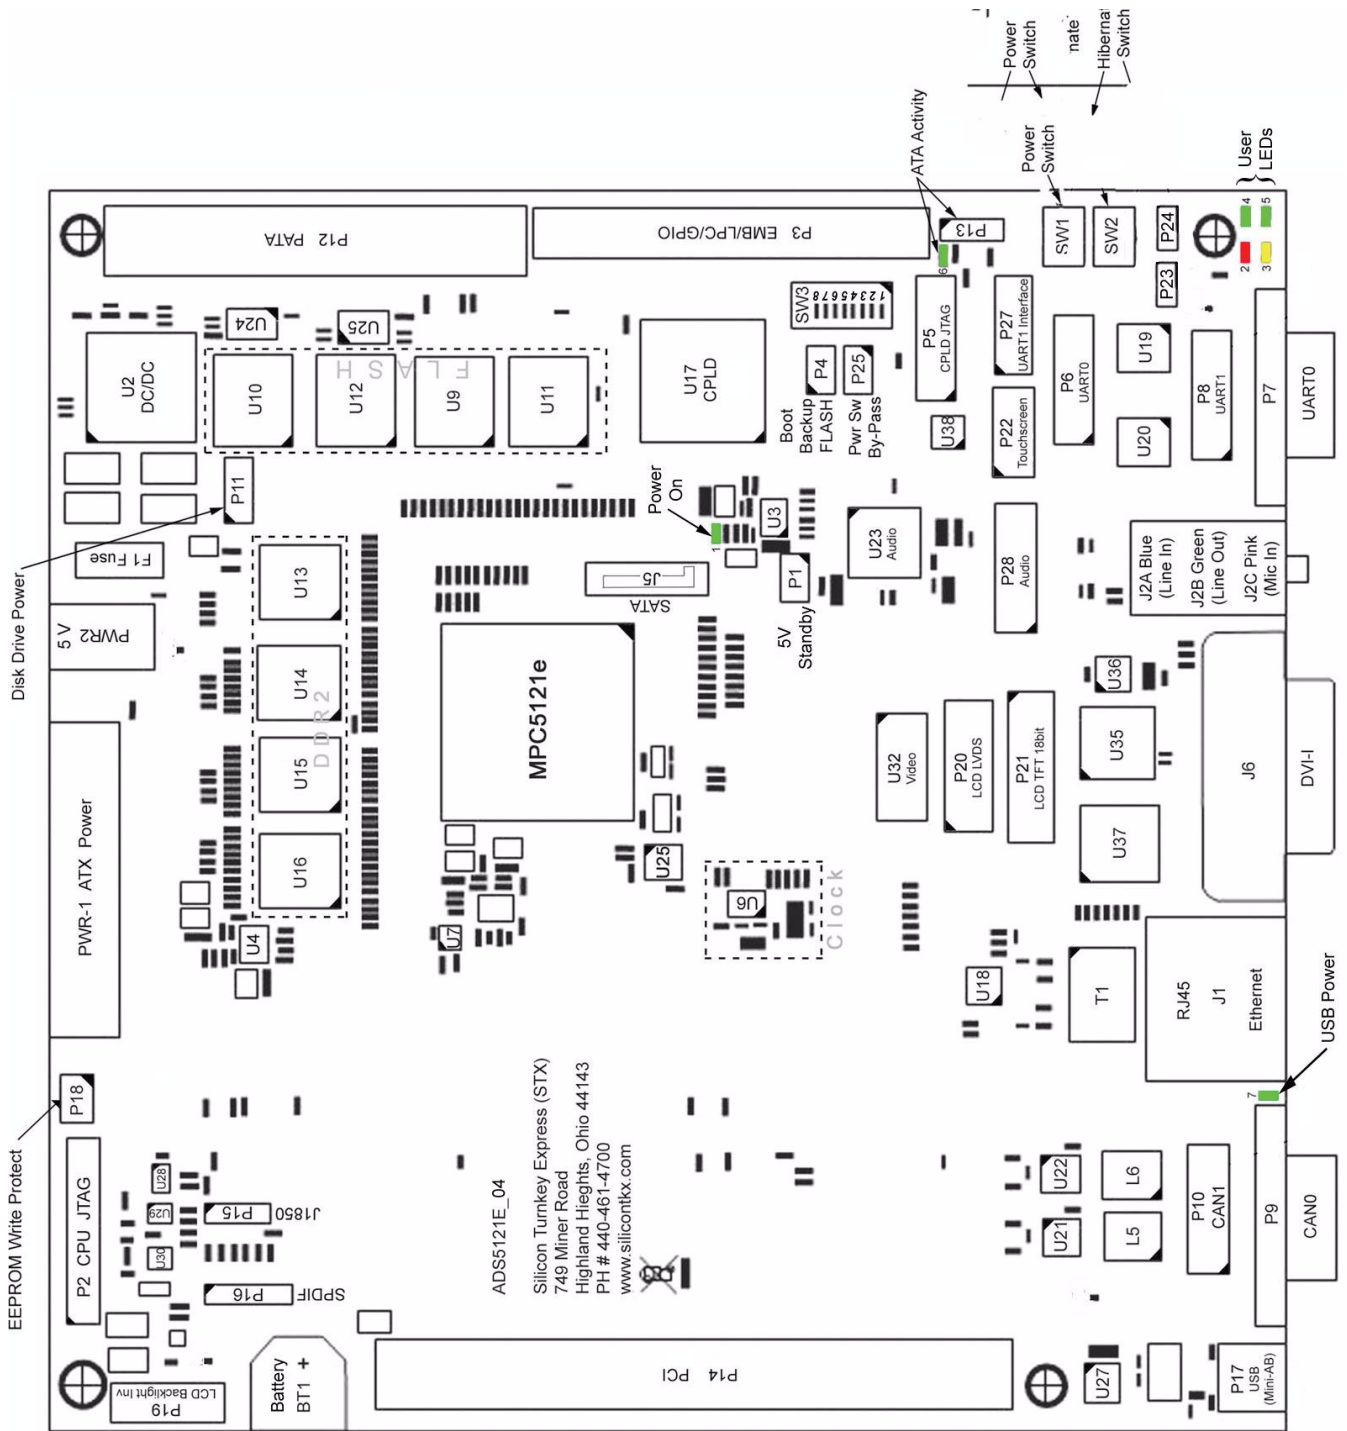 Power
Switch
nate
Hiberna
Switch
ATA Activity
Power
Switch
User
LEDs
P12 PATA
P3 EMB/LPC/GPIO
P13
6
SW1
SW2
P24
P23
2
4
3
5
U2
DC/DC
U24
U25
FLASH
U10
U12
U9
U11
U17
CPLD
SW3
12345678
P4
P25
Boot
Backup
FLASH
Pwr Sw
By-Pass
P5
CPLD JTAG
P27
UART1 Interface
P6
UART0
U19
P8
UART1
P7
UART0
U38
P22
Touchscreen
U20
Disk Drive Power
P11
Power
On
1
U3
F1 Fuse
U13
J5
SATA
P1
5V
Standby
U23
Audio
P28
Audio
J2A Blue
(Line In)
J2B Green
(Line Out)
J2C Pink
(Mic In)
5 V
PWR2
U14
DDR2
U15
U16
MPC5121e
U36
U35
U37
U32
Video
P20
LCD LVDS
P21
LCD TFT 18bit
J6
DVI-I
PWR-1 ATX Power
U25
U6
Clock
U4
U7
U18
T1
RJ45
J1
Ethernet
USB Power
7
EEPROM Write Protect
P18
P2 CPU JTAG
U28
U29
U30
P15
J1850
P16
SPDIF
ADS5121E_04
Silicon Turnkey Express (STX)
749 Miner Road
Highland Hieghts, Ohio 44143
PH # 440-461-4700
www.silicontkx.com
U22
U21
L6
L5
P10
CAN1
P9
CAN0
P19
LCD Backlight Inv
Battery
BT1 +
P14 PCI
U27
P17
USB
(Mini-AB)